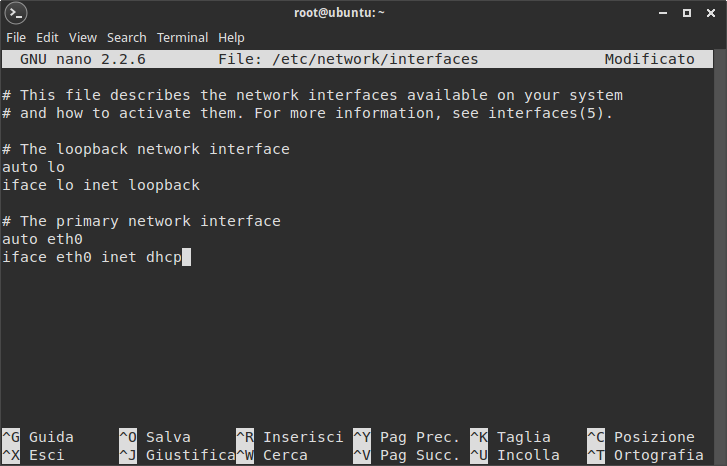 root@ubuntu: ~
File Edit View Search Terminal Help
GNU nano 2.2.6 File: /etc/network/interfaces Modificato
# This file describes the network interfaces available on your system
# and how to activate them. For more information, see interfaces(5).
# The loopback network interface
auto lo
iface lo inet loopback
# The primary network interface
auto eth0
iface eth0 inet dhcp
^G Guida ^O Salva ^R Inserisci ^Y Pag Prec. ^K Taglia ^C Posizione
^X Esci ^J Giustifica ^W Cerca ^V Pag Succ. ^U Incolla ^T Ortografia